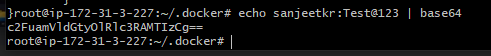 }root@ip-172-31-3-227:~/.docker# echo sanjeetkr:Test@123 | base64
c2FuamVldGtyOlRlc3RAMTIzCg==
root@ip-172-31-3-227:~/.docker#